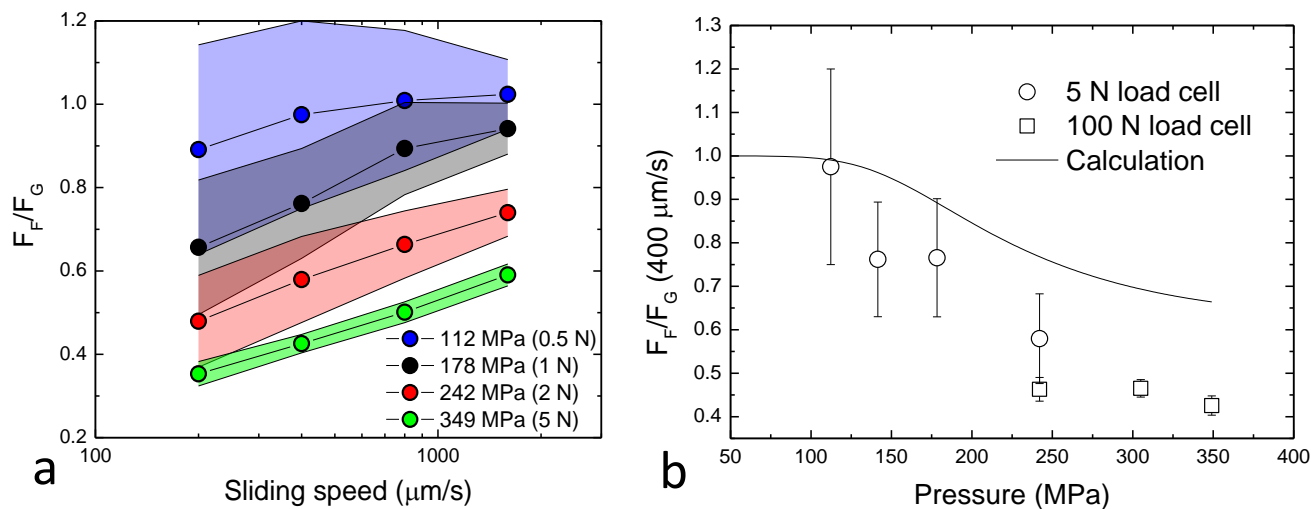 1.2
1.0
0.8
0.6
0.4
0.2
F_F/F_G
100
1000
Sliding speed (μm/s)
112 MPa (0.5 N)
178 MPa (1 N)
242 MPa (2 N)
349 MPa (5 N)
a
1.3
1.2
1.1
1.0
0.9
0.8
0.7
0.6
0.5
0.4
F_F/F_G (400 μm/s)
5 N load cell
100 N load cell
Calculation
50 100 150 200 250 300 350 400
Pressure (MPa)
b